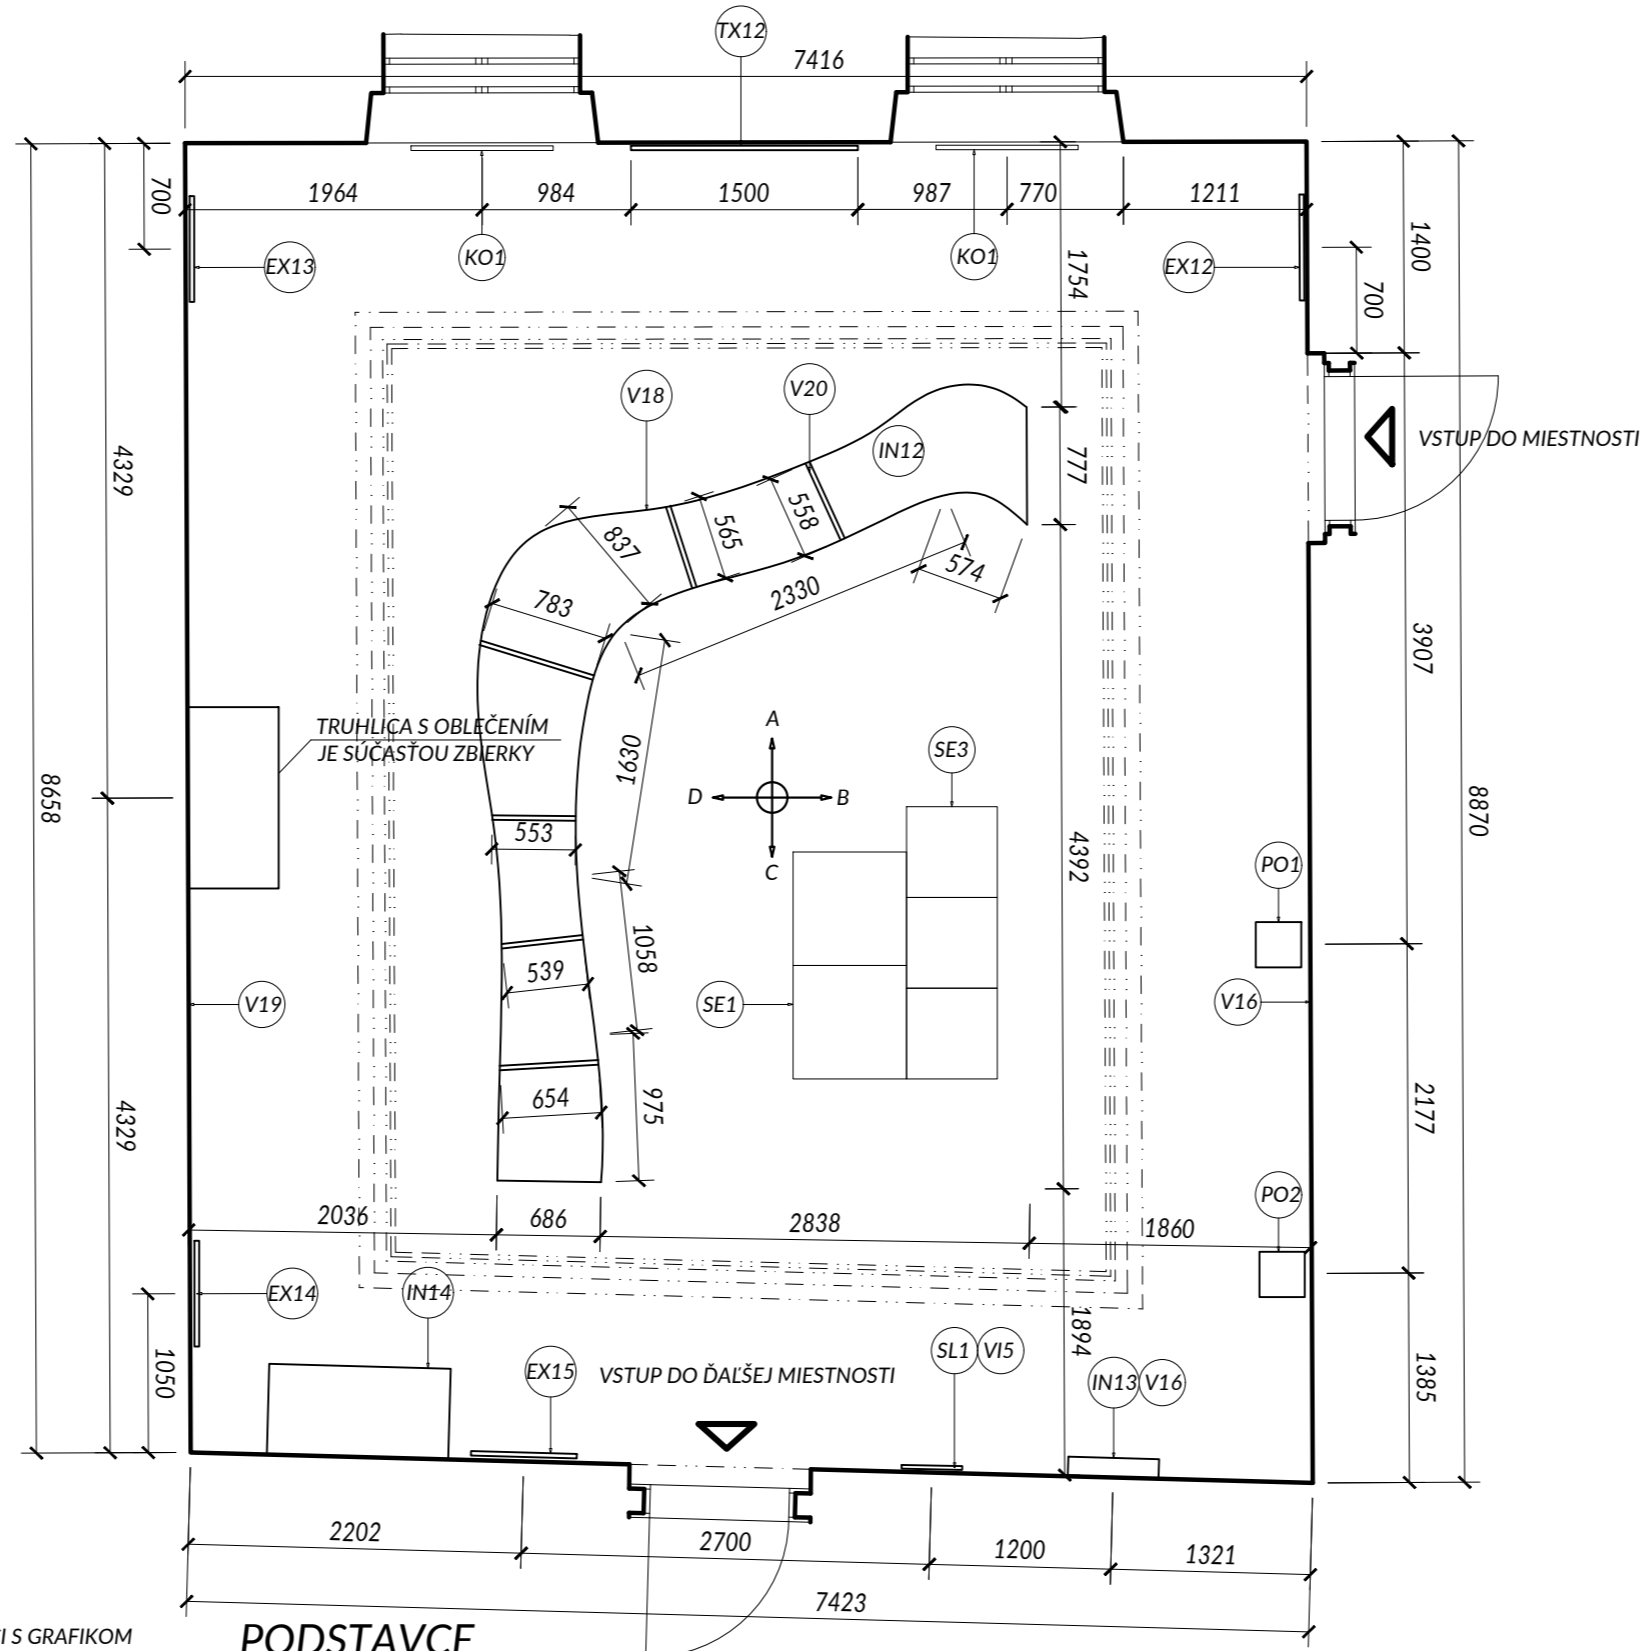 TX12
7416
1964
984
1500
987
770
1211
700
KO1
KO1
EX13
EX12
1754
1400
700
V18
V20
IN12
777
VSTUP DO MIESTNOSTI
4329
837
565
558
574
2330
783
3907
TRUHLICA S OBLEČENÍM
JE SÚČASŤOU ZBIERKY
1630
A
D
B
C
SE3
8658
553
4392
8870
PO1
1058
539
SE1
V19
V16
654
975
2177
4329
PO2
2036
686
2838
1860
EX14
IN14
1894
1050
EX15
VSTUP DO ĎAĽŠEJ MIESTNOSTI
SL1
VI5
IN13
V16
1385
2202
2700
1200
1321
7423
I S GRAFIKOM
PODSTAVCE